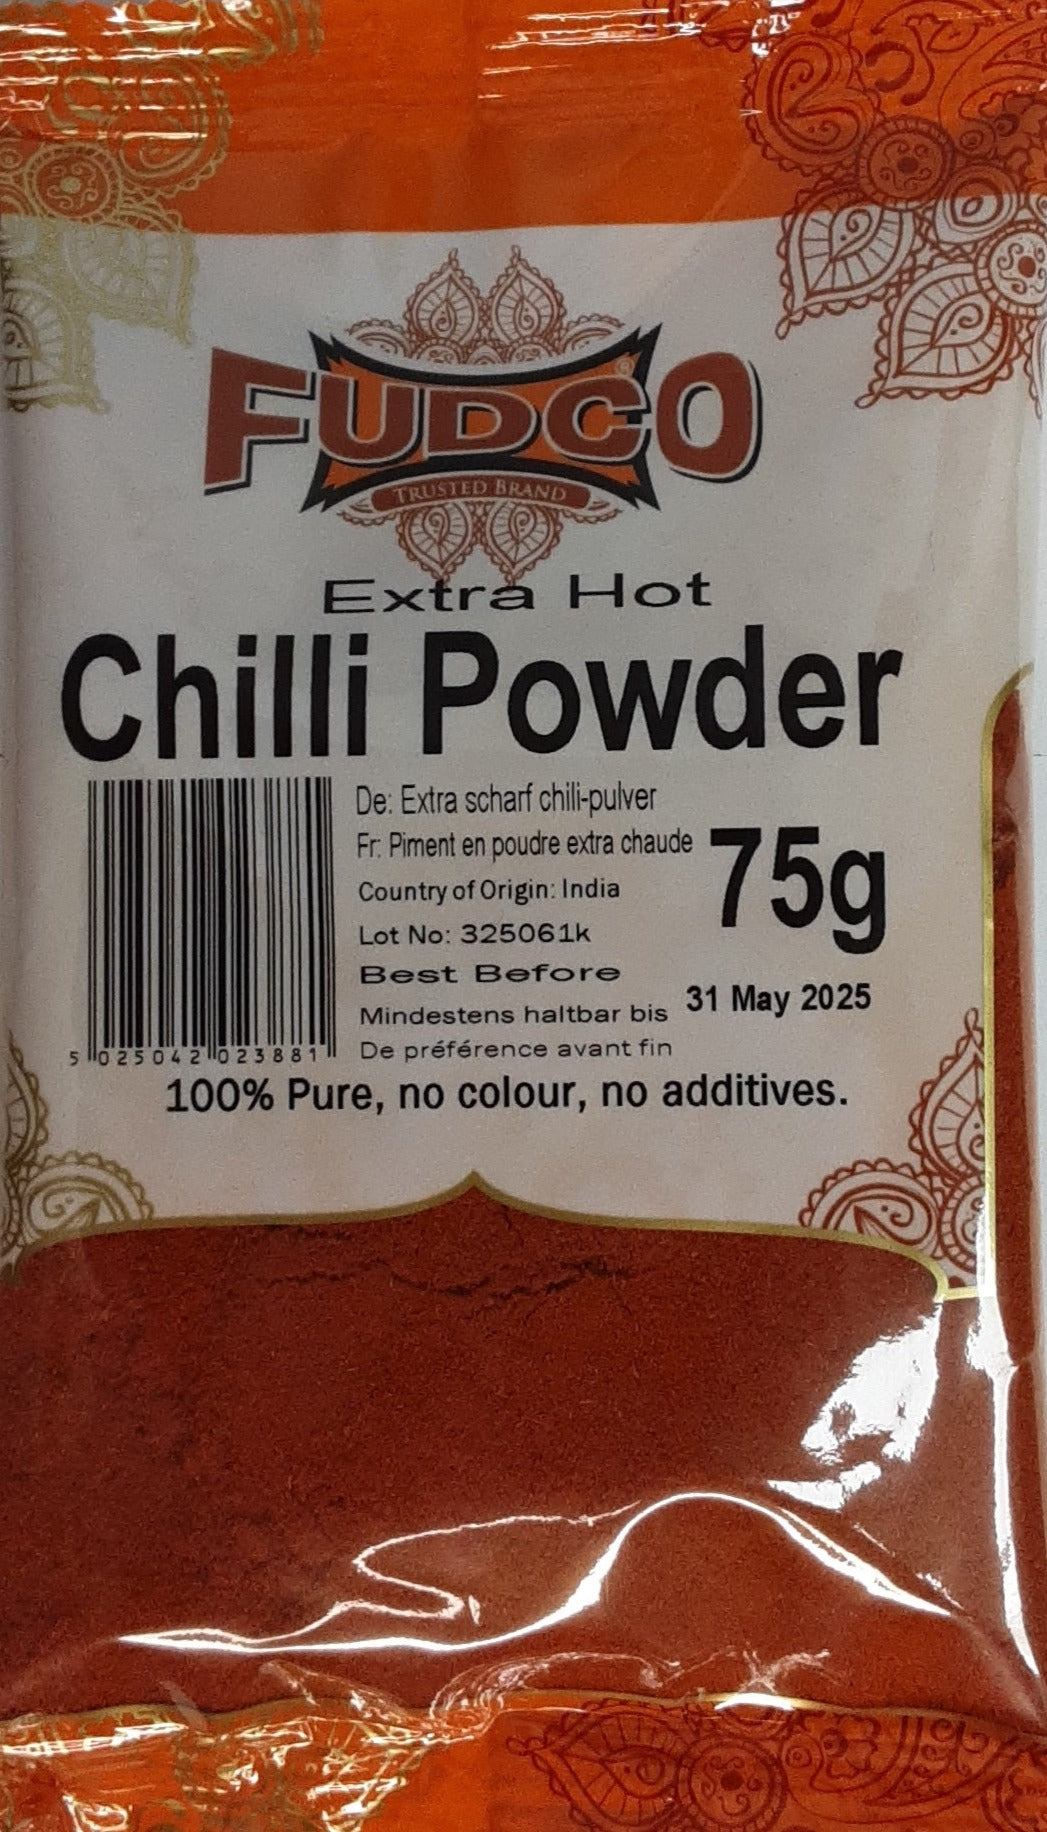 FUDCO®
TRUSTED BRAND
Extra Hot
Chilli Powder
De: Extra scharf chili-pulver
Fr: Piment en poudre extra chaude
75g
Country of Origin: India
Lot No: 325061k
Best Before
Mindestens haltbar bis 31 May 2025
De préférence avant fin
5 025042 023881
100% Pure, no colour, no additives.